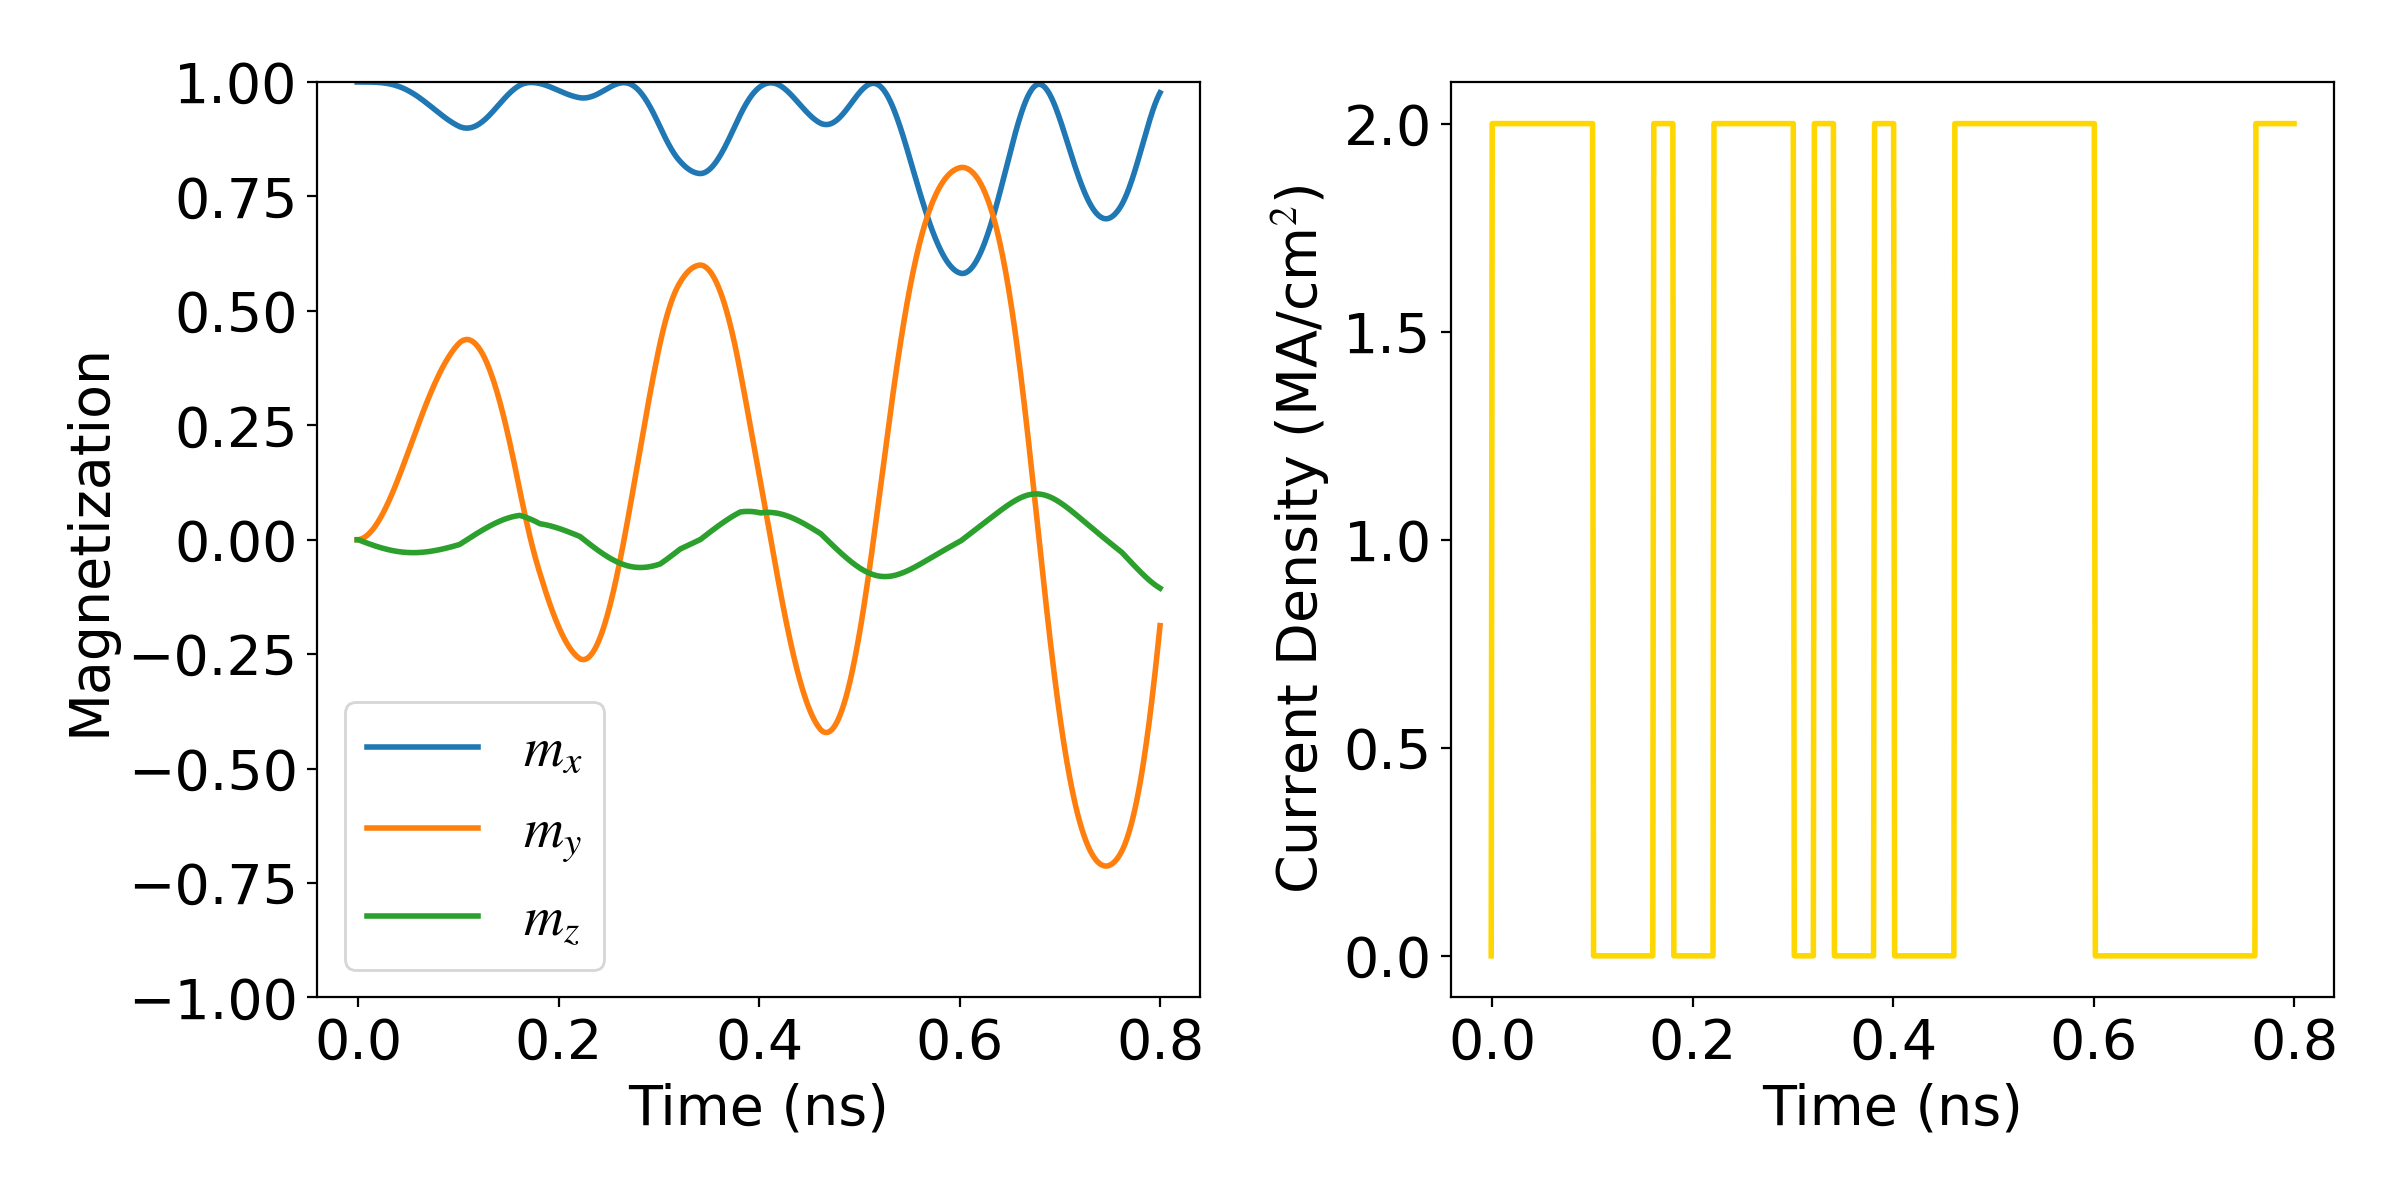 1.00
0.75
0.50
0.25
0.00
−0.25
−0.50
−0.75
−1.00
Magnetization
0.0 0.2 0.4 0.6 0.8
Time (ns)
m_x
m_y
m_z
2.0
1.5
1.0
0.5
0.0
Current Density (MA/cm²)
0.0 0.2 0.4 0.6 0.8
Time (ns)